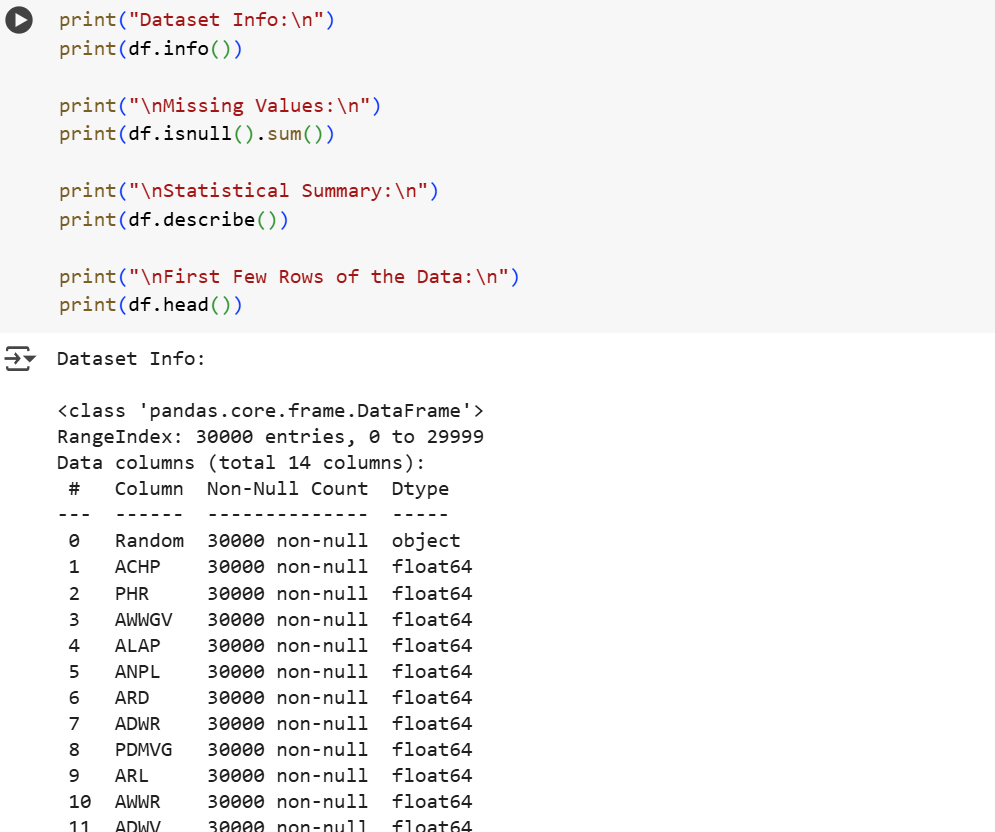 print("Dataset Info:\n")
print(df.info())
print("\nMissing Values:\n")
print(df.isnull().sum())
print("\nStatistical Summary:\n")
print(df.describe())
print("\nFirst Few Rows of the Data:\n")
print(df.head())
Dataset Info:
<class 'pandas.core.frame.DataFrame'>
RangeIndex: 30000 entries, 0 to 29999
Data columns (total 14 columns):
#   Column  Non-Null Count  Dtype
---  ------  --------------  -----
0   Random  30000 non-null  object
1   ACHP    30000 non-null  float64
2   PHR     30000 non-null  float64
3   AWWGV   30000 non-null  float64
4   ALAP    30000 non-null  float64
5   ANPL    30000 non-null  float64
6   ARD     30000 non-null  float64
7   ADWR    30000 non-null  float64
8   PDMVG   30000 non-null  float64
9   ARL     30000 non-null  float64
10  AWWR    30000 non-null  float64
11  ADWV    30000 non-null  float64